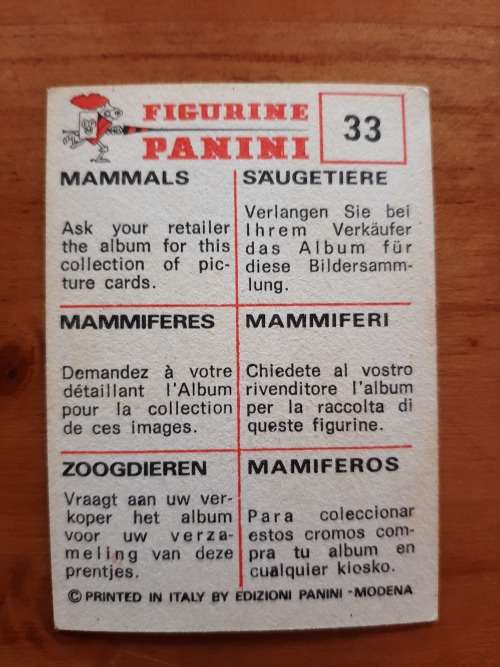 FIGURINE
PANINI
33
MAMMALS
Ask your retailer
the album for this
collection of pic-
ture cards.
SÄUGETIERE
Verlangen Sie bei
Ihrem Verkäufer
das Album für
diese Bildersamm-
lung.
MAMMIFERES
Demandez à votre
détaillant l'Album
pour la collection
de ces images.
MAMMIFERI
Chiedete al vostro
rivenditore l'album
per la raccolta di
queste figurine.
ZOOGDIEREN
Vraagt aan uw ver-
koper het album
voor uw verza-
meling van deze
prentjes.
MAMIFEROS
Para coleccionar
estos cromos com-
pra tu album en
cualquier kiosko.
© PRINTED IN ITALY BY EDIZIONI PANINI - MODENA